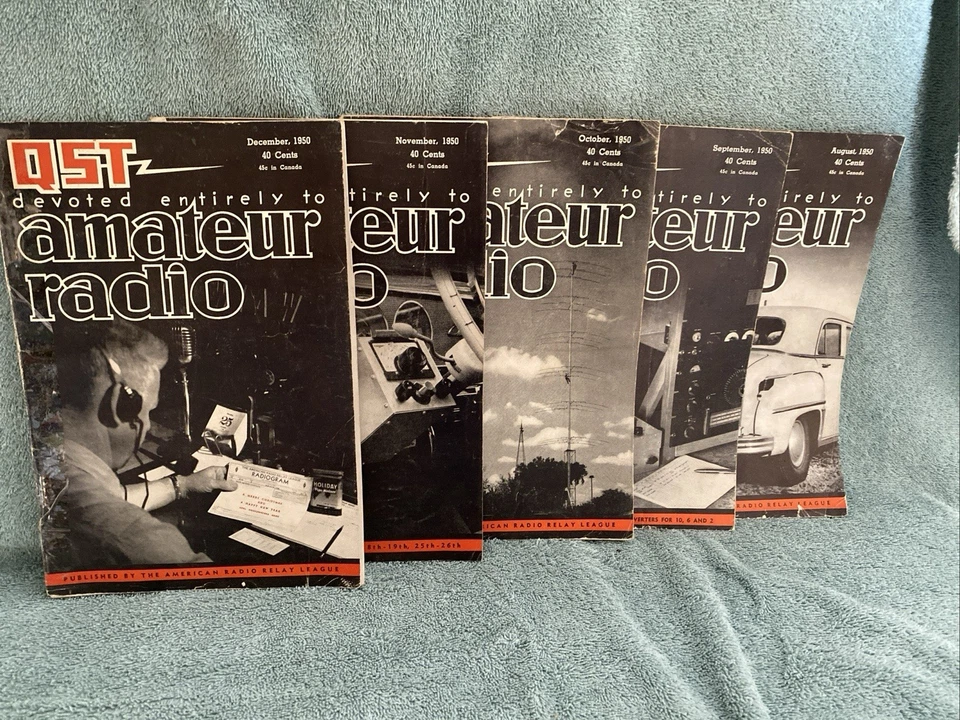 QST
December, 1950
40 Cents
45c in Canada
devoted entirely to
amateur
radio
25
RADIOGRAM
HOLIDAY
PUBLISHED BY THE AMERICAN RADIO RELAY LEAGUE
November, 1950
40 Cents
45c in Canada
tirely to
eur
o
8th-19th, 25th-26th
October, 1950
40 Cents
45c in Canada
entirely to
ateur
io
ICAN RADIO RELAY LEAGUE
September, 1950
40 Cents
45c in Canada
irely to
teur
o
VERTERS FOR 10, 6 AND 2
August, 1950
40 Cents
45c in Canada
irely to
eur
o
RADIO RELAY LEAGUE